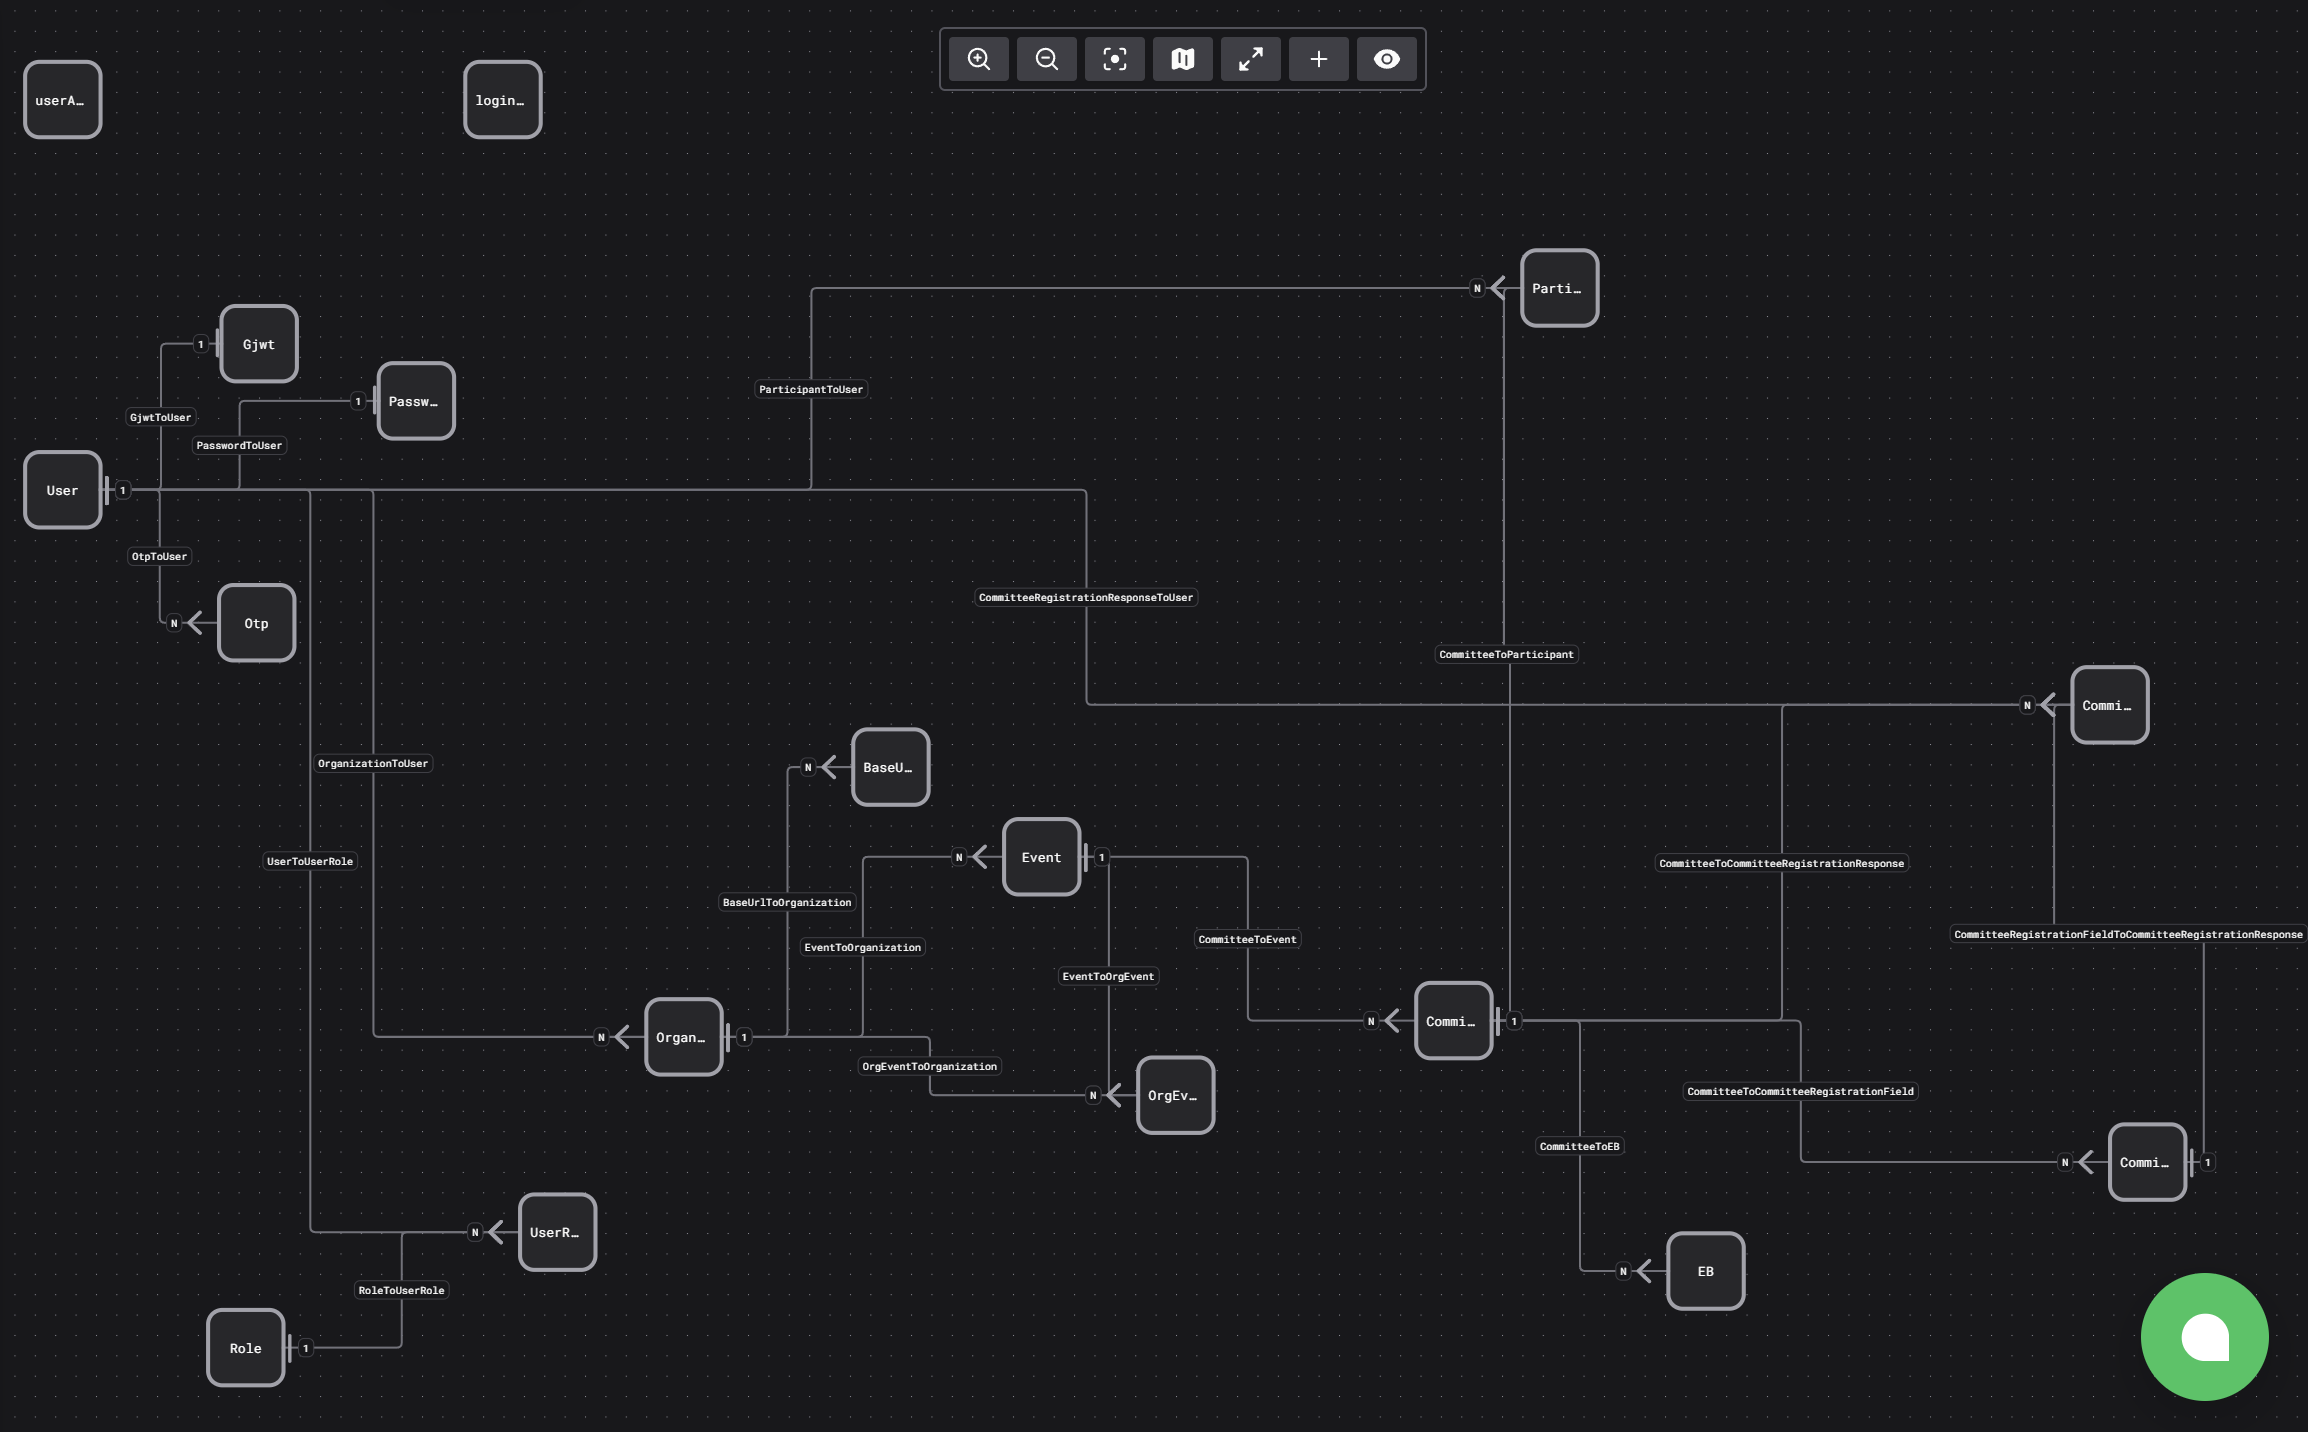 userA…
login…
N
Parti…
1
Gjwt
1
Passw…
ParticipantToUser
GjwtToUser
PasswordToUser
User
1
OtpToUser
CommitteeRegistrationResponseToUser
N
Otp
CommitteeToParticipant
N
Commi…
OrganizationToUser
N
BaseU…
UserToUserRole
N
Event
1
CommitteeToCommitteeRegistrationResponse
BaseUrlToOrganization
EventToOrganization
CommitteeToEvent
CommitteeRegistrationFieldToCommitteeRegistrationResponse
EventToOrgEvent
N
Organ…
1
N
Commi…
1
OrgEventToOrganization
N
OrgEv…
CommitteeToCommitteeRegistrationField
CommitteeToEB
N
Commi…
1
N
UserR…
RoleToUserRole
N
EB
Role
1